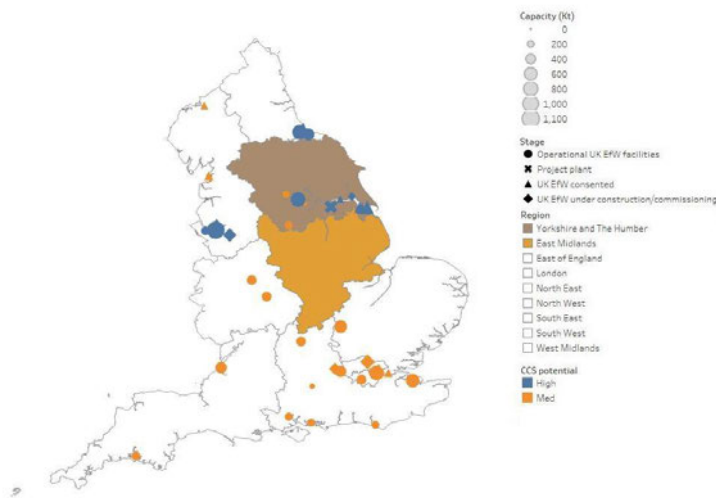 Capacity (Kt)
0
200
400
600
800
1,000
1,100
Stage
Operational UK EfW facilities
Project plant
UK EfW consented
UK EfW under construction/commissioning
Region
Yorkshire and The Humber
East Midlands
East of England
London
North East
North West
South East
South West
West Midlands
CCS potential
High
Med